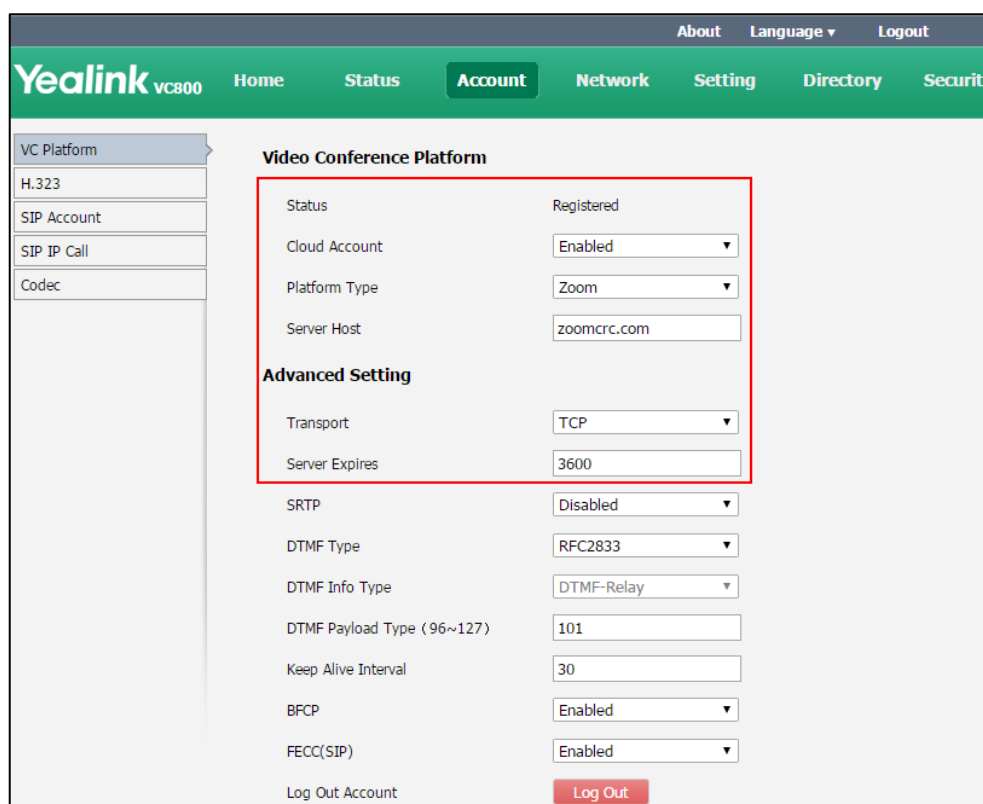 About Language ▾ Logout
Yealink VC800 Home Status Account Network Setting Directory Securit
VC Platform
H.323
SIP Account
SIP IP Call
Codec
Video Conference Platform
Status Registered
Cloud Account Enabled
Platform Type Zoom
Server Host zoomcrc.com
Advanced Setting
Transport TCP
Server Expires 3600
SRTP Disabled
DTMF Type RFC2833
DTMF Info Type DTMF-Relay
DTMF Payload Type (96~127) 101
Keep Alive Interval 30
BFCP Enabled
FECC(SIP) Enabled
Log Out Account Log Out